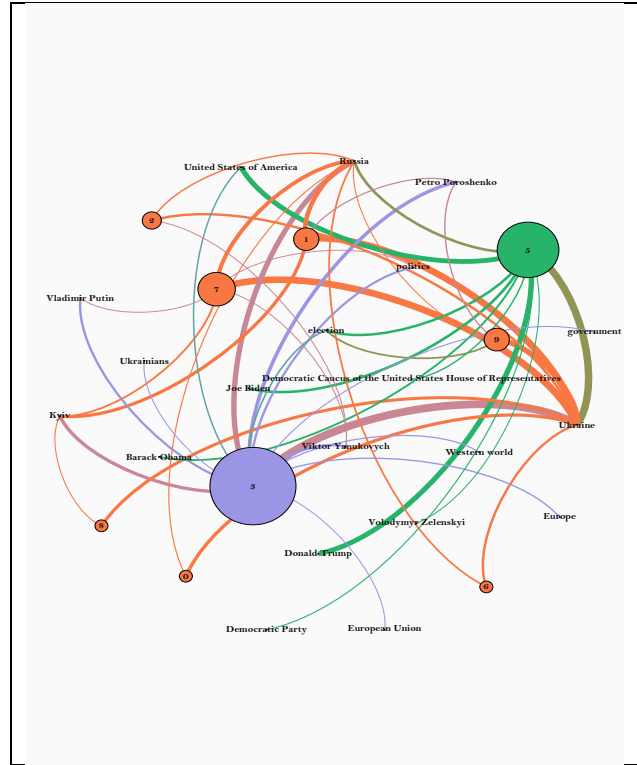 Russia
United States of America
Petro Poroshenko
2
1
5
politics
7
Vladimir Putin
election
government
9
Ukrainians
Democratic Caucus of the United States House of Representatives
Joe Biden
Kyiv
Ukraine
Viktor Yanukovych
Western world
Barack Obama
3
Europe
Volodymyr Zelenskyi
8
Donald Trump
0
6
Democratic Party
European Union